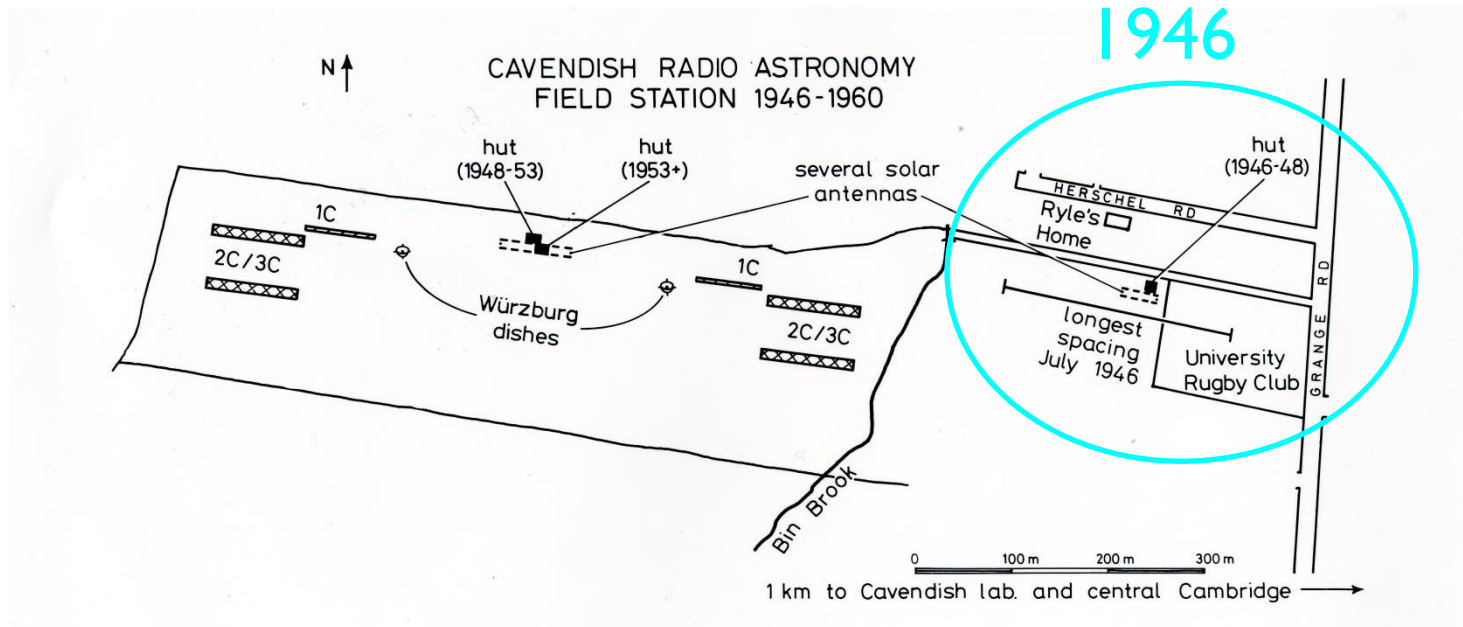 1946
N
CAVENDISH RADIO ASTRONOMY
FIELD STATION 1946-1960
hut
(1948-53)
hut
(1953+)
several solar
antennas
hut
(1946-48)
HERSCHEL RD
Ryle's
Home
1C
2C/3C
Würzburg
dishes
1C
2C/3C
longest
spacing
July 1946
University
Rugby Club
GRANGE RD
Bin Brook
0 100 m 200 m 300 m
1 km to Cavendish lab. and central Cambridge